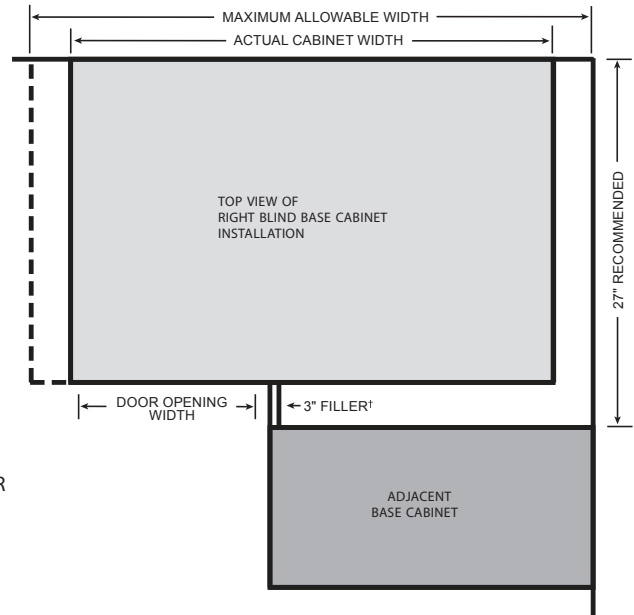 MAXIMUM ALLOWABLE WIDTH
ACTUAL CABINET WIDTH
TOP VIEW OF
RIGHT BLIND BASE CABINET
INSTALLATION
27" RECOMMENDED
DOOR OPENING
WIDTH
3" FILLER†
R
ADJACENT
BASE CABINET